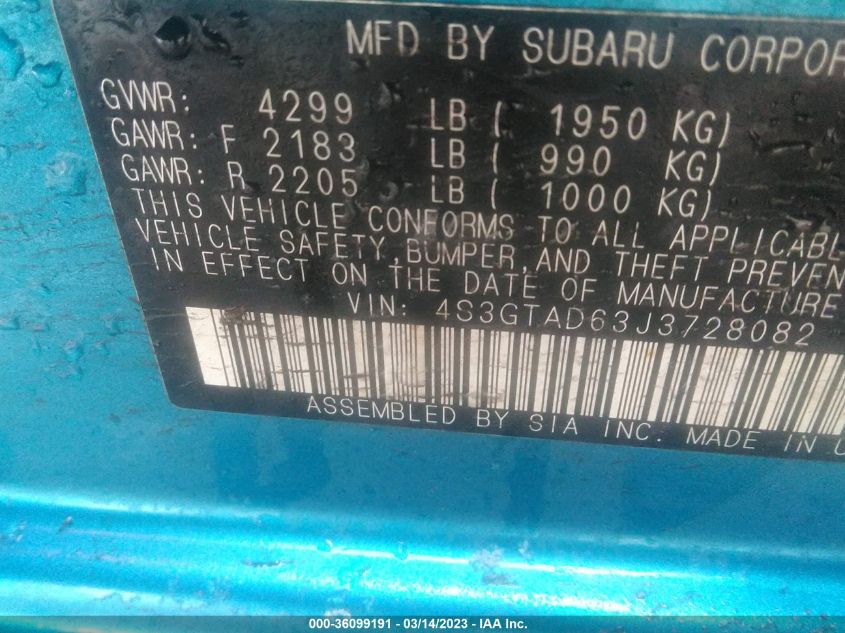 MFD BY SUBARU CORPOR
GVWR: 4299 LB ( 1950 KG)
GAWR: F 2183 LB ( 990 KG)
GAWR: R 2205 LB ( 1000 KG)
THIS VEHICLE CONFORMS TO ALL APPLICABL
VEHICLE SAFETY,BUMPER,AND THEFT PREVEN
IN EFFECT ON THE DATE OF MANUFACTURE
VIN: 4S3GTAD63J3728082
ASSEMBLED BY SIA INC. MADE IN U
000-36099191 - 03/14/2023 - IAA Inc.